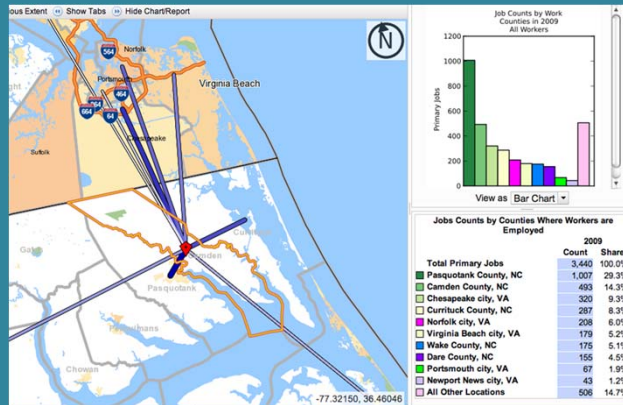 ious Extent Show Tabs Hide Chart/Report
N
564
Norfolk
Portsmouth
Virginia Beach
464
264
664
64
Chesapeake
Suffolk
Gates
Currituck
Camden
Pasquotank
Perquimans
Chowan
-77.32150, 36.46046
Job Counts by Work
Counties in 2009
All Workers
Primary Jobs
1200
1000
800
600
400
200
0
View as Bar Chart
Jobs Counts by Counties Where Workers are
Employed
2009
Count Share
Total Primary Jobs 3,440 100.0%
Pasquotank County, NC 1,007 29.3%
Camden County, NC 493 14.3%
Chesapeake city, VA 320 9.3%
Currituck County, NC 287 8.3%
Norfolk city, VA 208 6.0%
Virginia Beach city, VA 179 5.2%
Wake County, NC 175 5.1%
Dare County, NC 155 4.5%
Portsmouth city, VA 67 1.9%
Newport News city, VA 43 1.2%
All Other Locations 506 14.7%